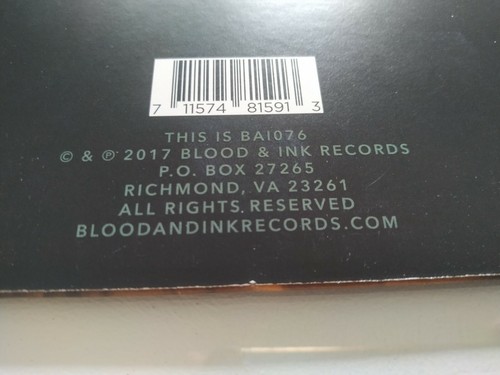 7 11574 81591 3
THIS IS BAI076
© & ℗ 2017 BLOOD & INK RECORDS
P.O. BOX 27265
RICHMOND, VA 23261
ALL RIGHTS RESERVED
BLOODANDINKRECORDS.COM